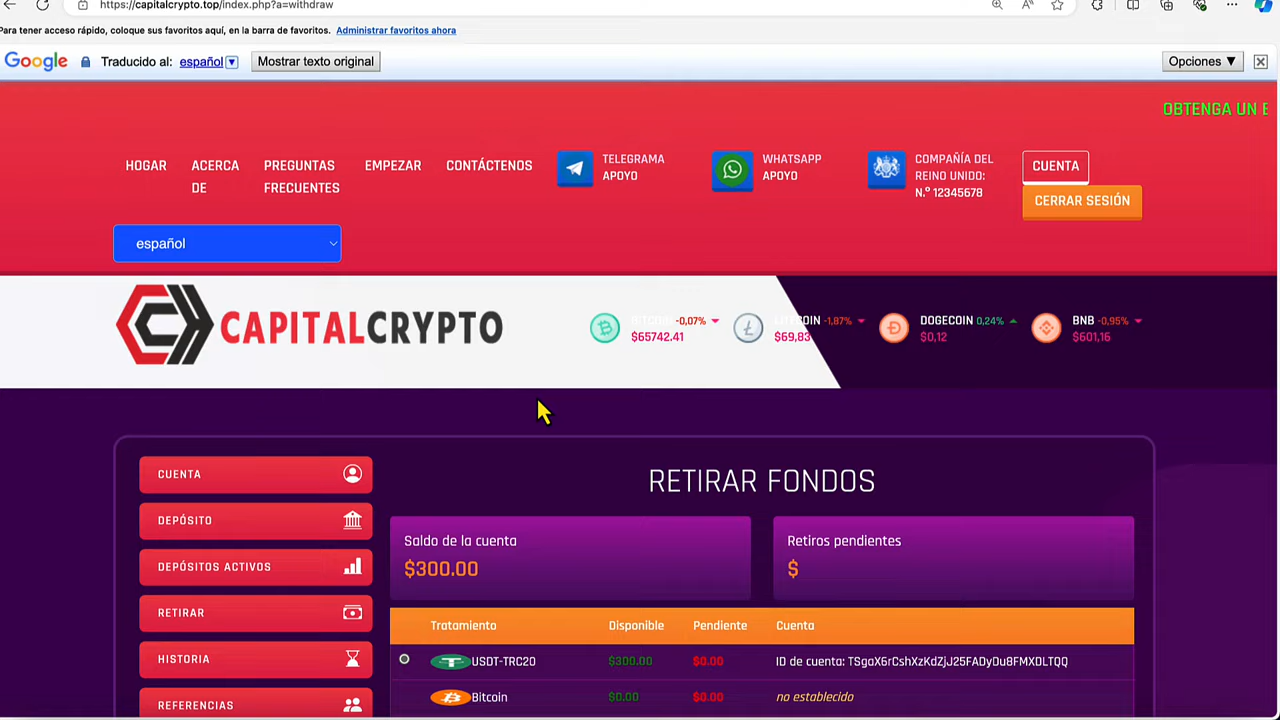 https://capitalcrypto.top/index.php?a=withdraw
Para tener acceso rápido, coloque sus favoritos aquí, en la barra de favoritos. Administrar favoritos ahora
Google Traducido al: español Mostrar texto original Opciones ▼
OBTENGA UN
HOGAR
ACERCA
DE
PREGUNTAS
FRECUENTES
EMPEZAR
CONTÁCTENOS
TELEGRAMA
APOYO
WHATSAPP
APOYO
COMPAÑÍA DEL
REINO UNIDO:
N.º 12345678
CUENTA
CERRAR SESIÓN
español
CAPITALCRYPTO
BITCOIN -0,07%
$65742.41
LITECOIN -1,87%
$69,83
DOGECOIN 0,24%
$0,12
BNB -0,95%
$601,16
CUENTA
DEPÓSITO
DEPÓSITOS ACTIVOS
RETIRAR
HISTORIA
REFERENCIAS
RETIRAR FONDOS
Saldo de la cuenta
$300.00
Retiros pendientes
$
Tratamiento Disponible Pendiente Cuenta
USDT-TRC20 $300.00 $0.00 ID de cuenta: TSgaX6rCshXzKdZjJ25FADyDu8FMXDLTQQ
Bitcoin $0.00 $0.00 no establecido